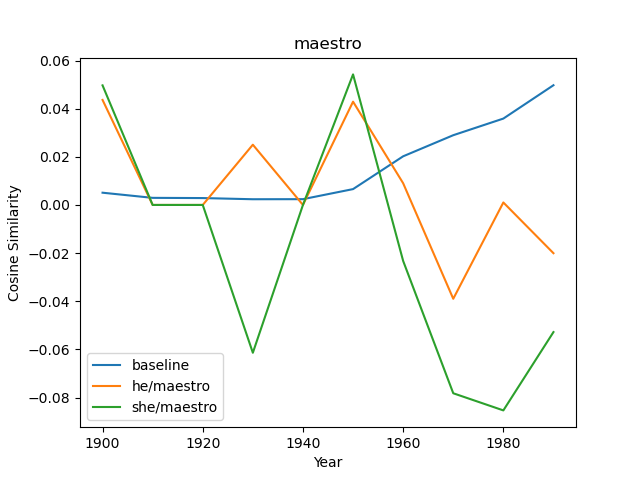 maestro
0.06
0.04
0.02
0.00
−0.02
−0.04
−0.06
−0.08
Cosine Similarity
baseline
he/maestro
she/maestro
1900
1920
1940
1960
1980
Year